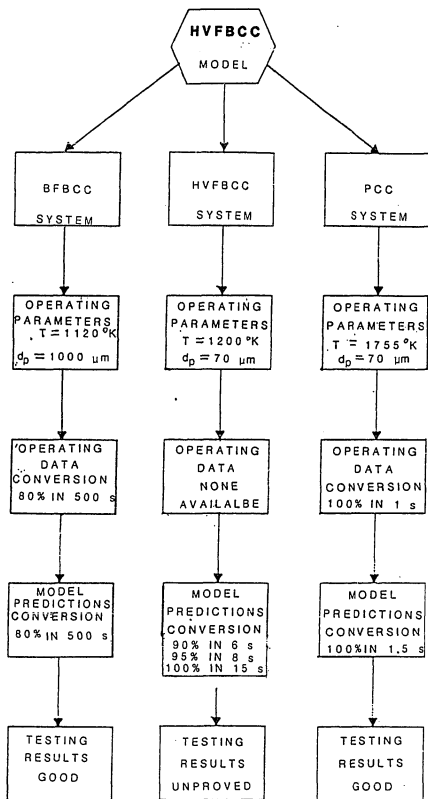 HVFBCC
MODEL
BFBCC
SYSTEM
HVFBCC
SYSTEM
PCC
SYSTEM
OPERATING
PARAMETERS
T = 1120 °K
dp = 1000 µm
OPERATING
PARAMETERS
T = 1200 °K
dp = 70 µm
OPERATING
PARAMETERS
T = 1755 °K
dp = 70 µm
OPERATING
DATA
CONVERSION
80% IN 500 s
OPERATING
DATA
NONE
AVAILALBE
OPERATING
DATA
CONVERSION
100% IN 1 s
MODEL
PREDICTIONS
CONVERSION
80% IN 500 s
MODEL
PREDICTIONS
CONVERSION
90% IN 6 s
95% IN 8 s
100% IN 15 s
MODEL
PREDICTIONS
CONVERSION
100% IN 1.5 s
TESTING
RESULTS
GOOD
TESTING
RESULTS
UNPROVED
TESTING
RESULTS
GOOD